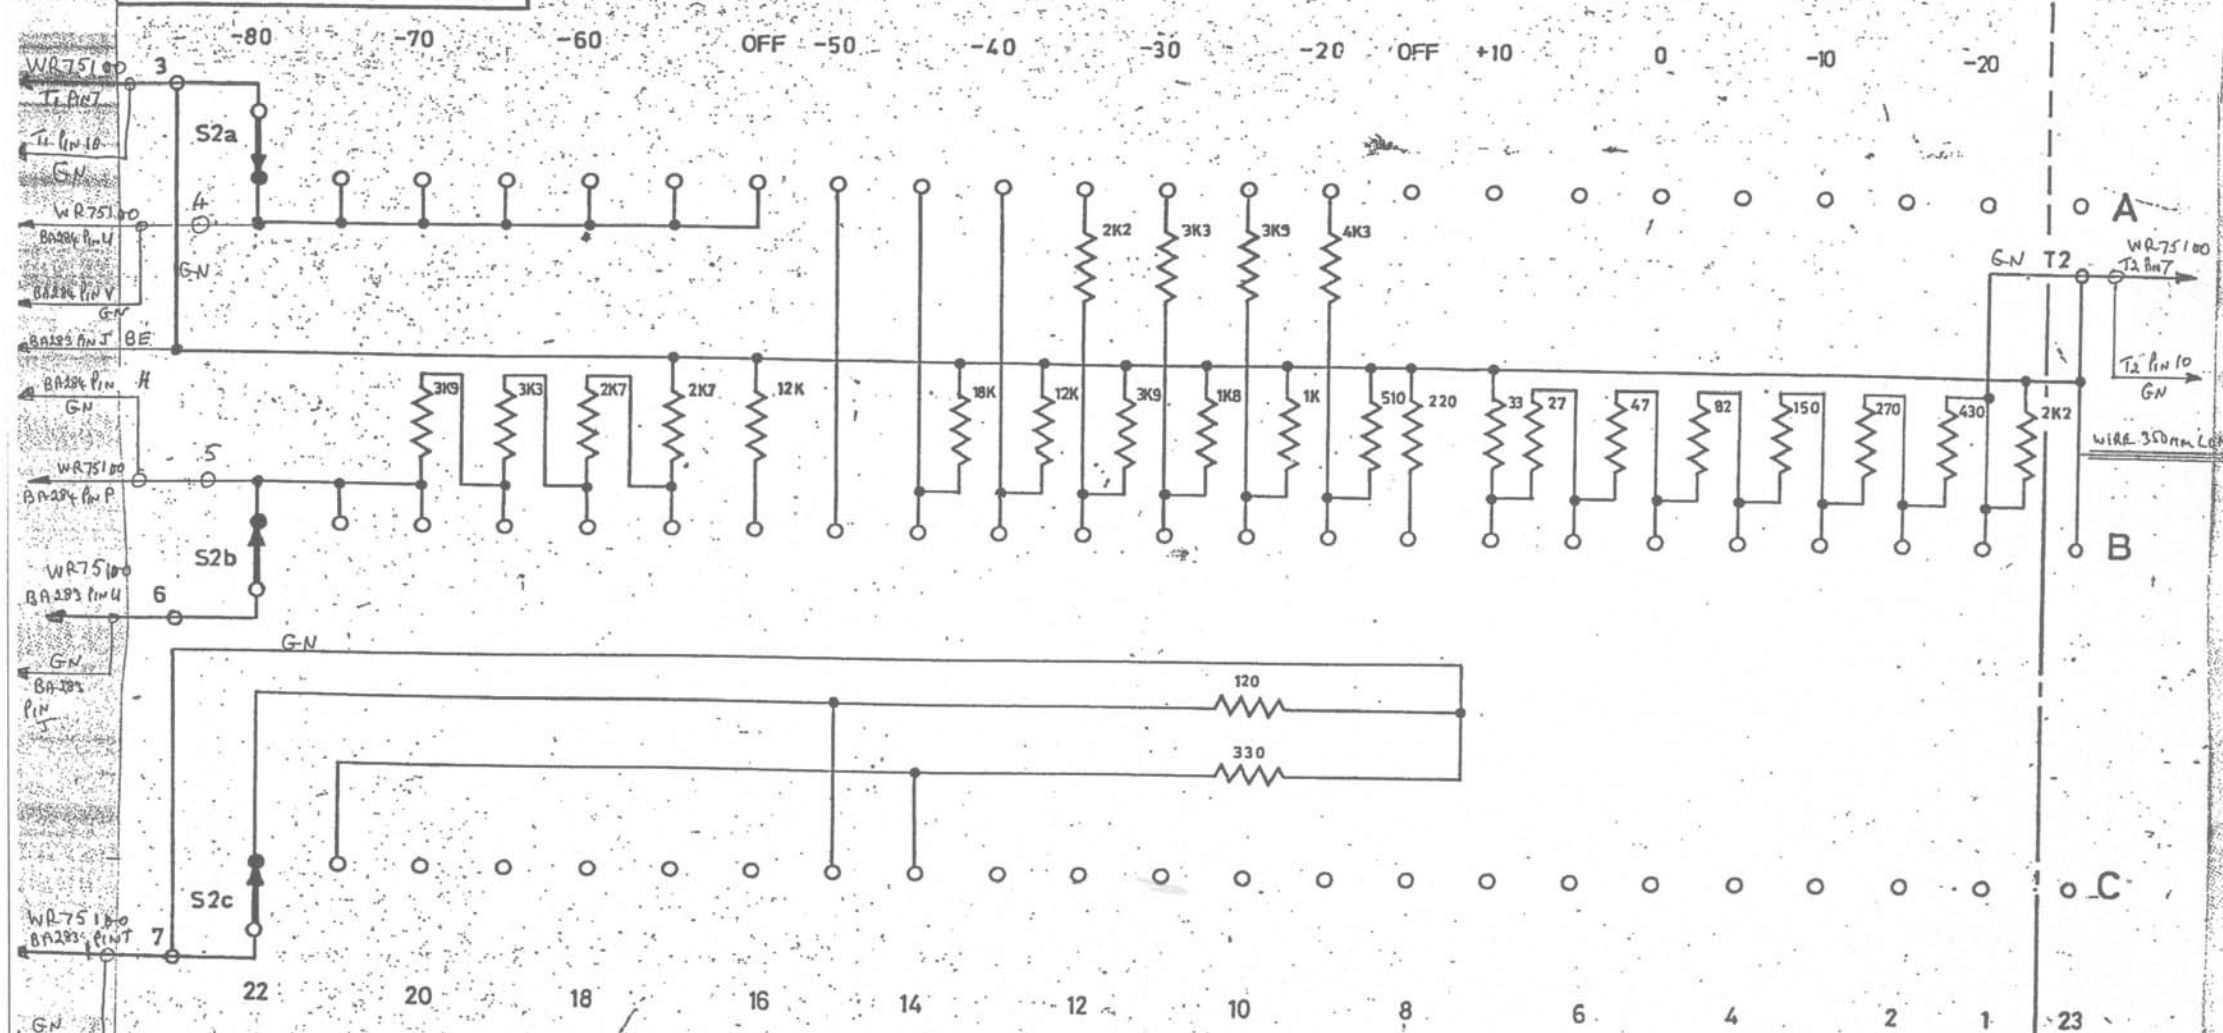 -80 -70 -60 OFF -50 -40 -30 -20 OFF +10 0 -10 -20
WR75100 3
T1 PIN 7
S2a
T1 PIN 10
GN
WR75100 4
BA284 PIN U
GN
BA284 PIN V
GN
BA283 PIN J BE
2K2 3K3 3K9 4K3
A
GN T2 WR75100
T2 PIN 7
T2 PIN 10
GN
BA284 PIN H
GN
3K9 3K3 2K7 2K7 12K 18K 12K 3K9 1K8 1K 510 220 33 27 47 82 150 270 430 2K2
WIRE 350MM
WR75100 5
BA284 PIN P
S2b
B
WR75100
BA283 PIN U 6
GN
GN
BA283
PIN
J
120
330
S2c
C
WR75100
BA283 PIN T 7
22 20 18 16 14 12 10 8 6 4 2 1 23
GN